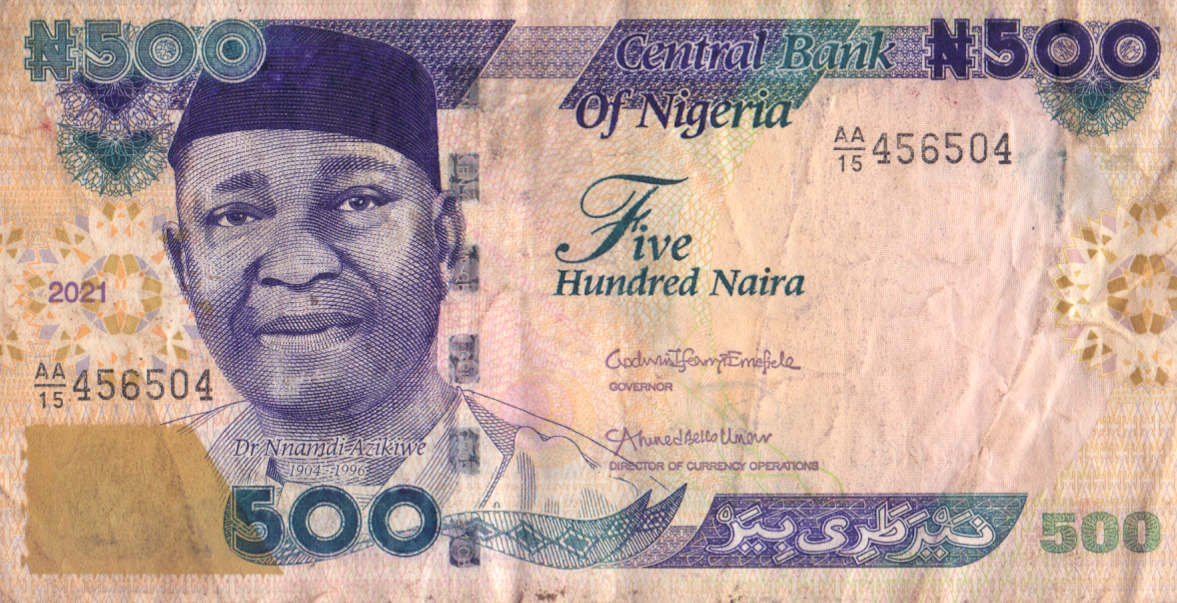 ₦500
Central Bank ₦500
Of Nigeria
AA/15 456504
Five
Hundred Naira
2021
Godwin Ifeanyi Emefiele
GOVERNOR
AA/15 456504
Ahmed Bello Umar
DIRECTOR OF CURRENCY OPERATIONS
Dr Nnamdi Azikiwe
1904-1996
500
نَيْرَ طَرِی بِيَرْ
500